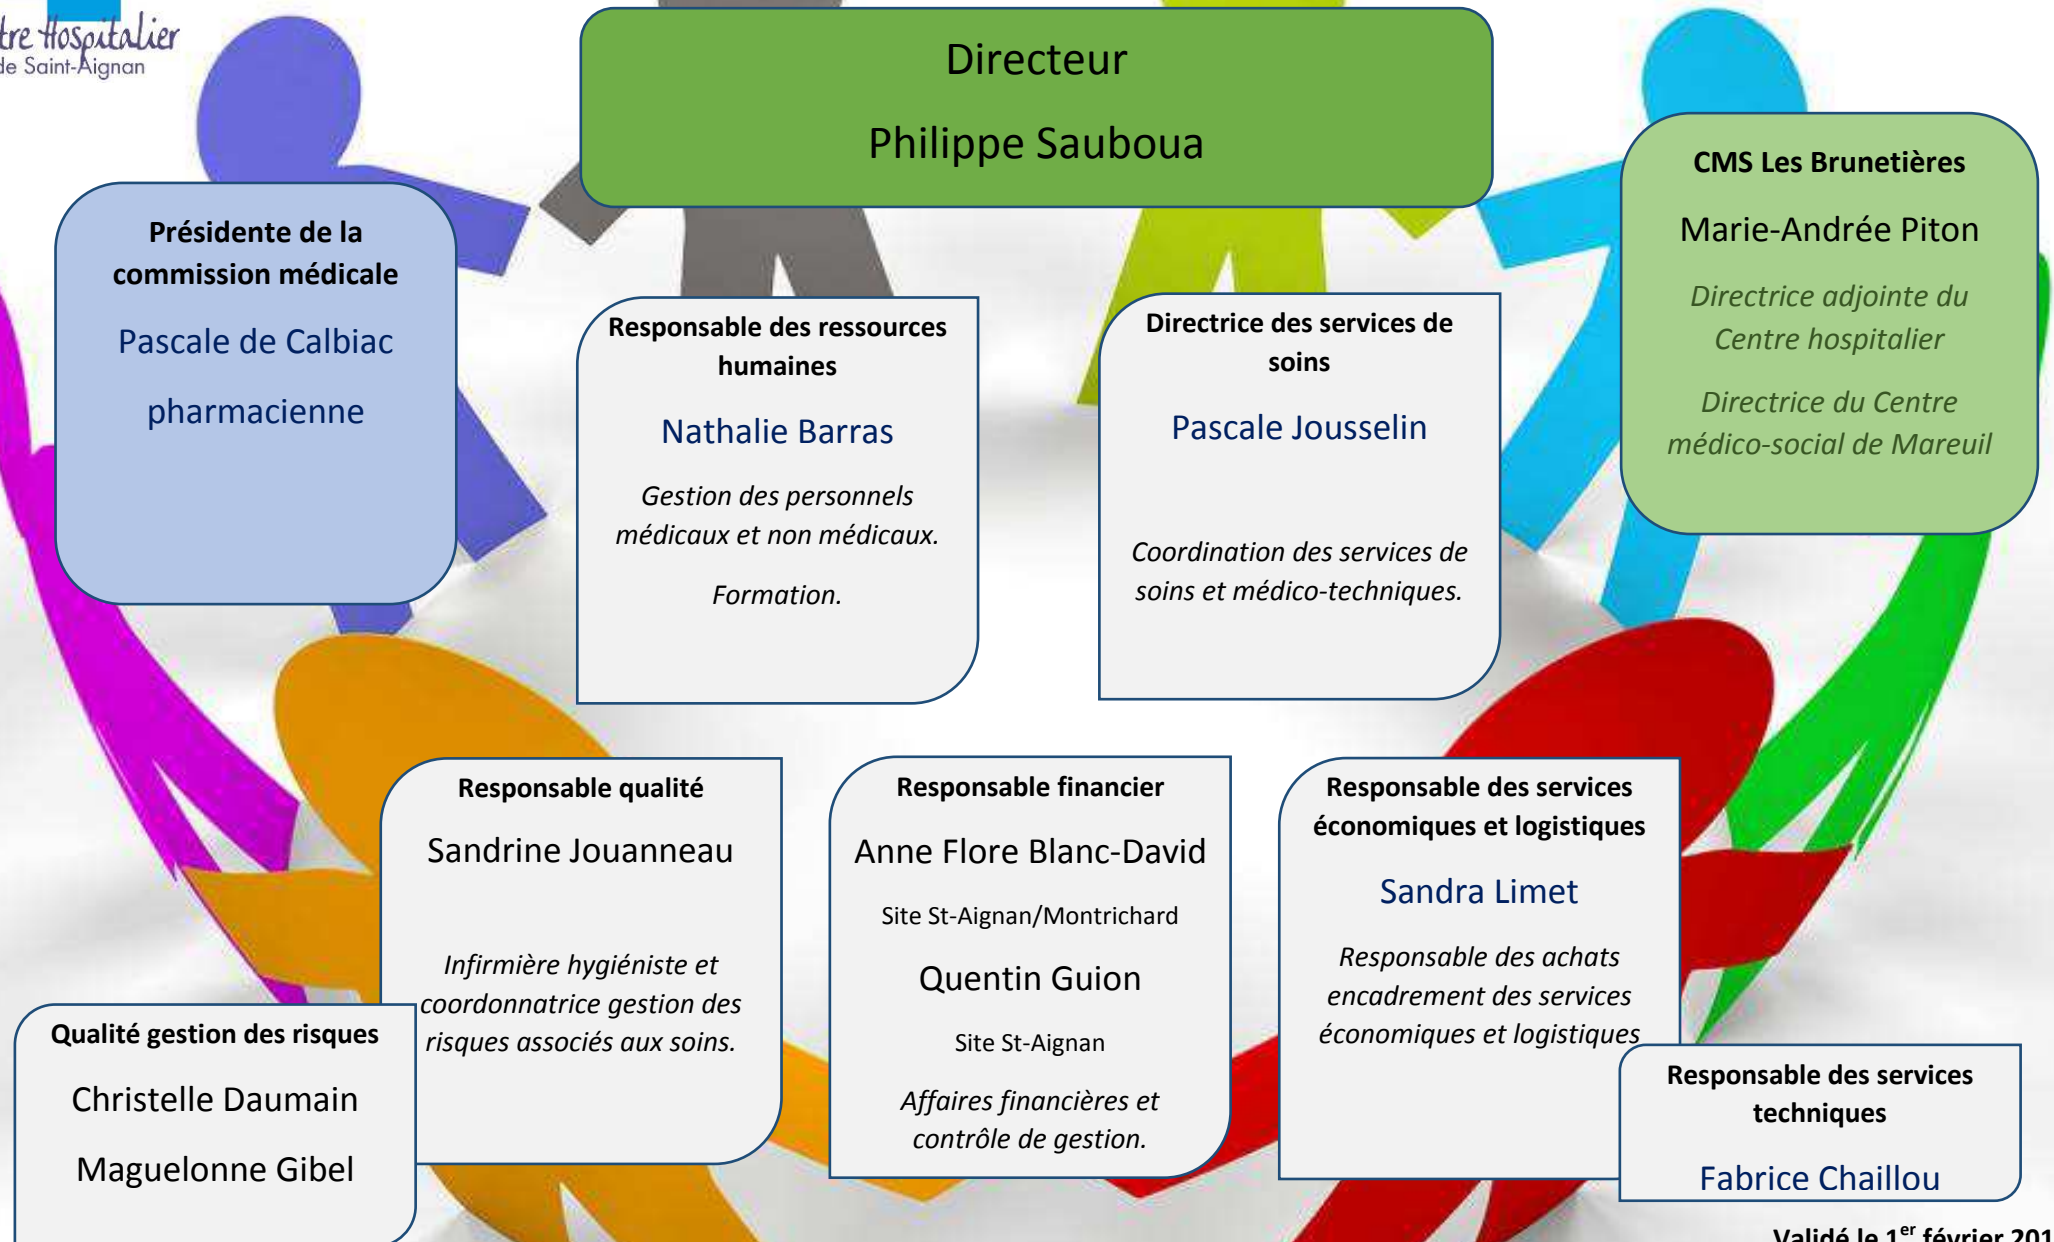 Hospitalier
de Saint-Aignan
Directeur
Philippe Sauboua
CMS Les Brunetières
Marie-Andrée Piton
Directrice adjointe du
Centre hospitalier
Directrice du Centre
médico-social de Mareuil
Présidente de la
commission médicale
Pascale de Calbiac
pharmacienne
Responsable des ressources
humaines
Nathalie Barras
Gestion des personnels
médicaux et non médicaux.
Formation.
Directrice des services de
soins
Pascale Jousselin
Coordination des services de
soins et médico-techniques.
Responsable qualité
Sandrine Jouanneau
Infirmière hygiéniste et
coordonnatrice gestion des
risques associés aux soins.
Responsable financier
Anne Flore Blanc-David
Site St-Aignan/Montrichard
Quentin Guion
Site St-Aignan
Affaires financières et
contrôle de gestion.
Responsable des services
économiques et logistiques
Sandra Limet
Responsable des achats
encadrement des services
économiques et logistiques
Qualité gestion des risques
Christelle Daumain
Maguelonne Gibel
Responsable des services
techniques
Fabrice Chaillou
Validé le 1er février 201